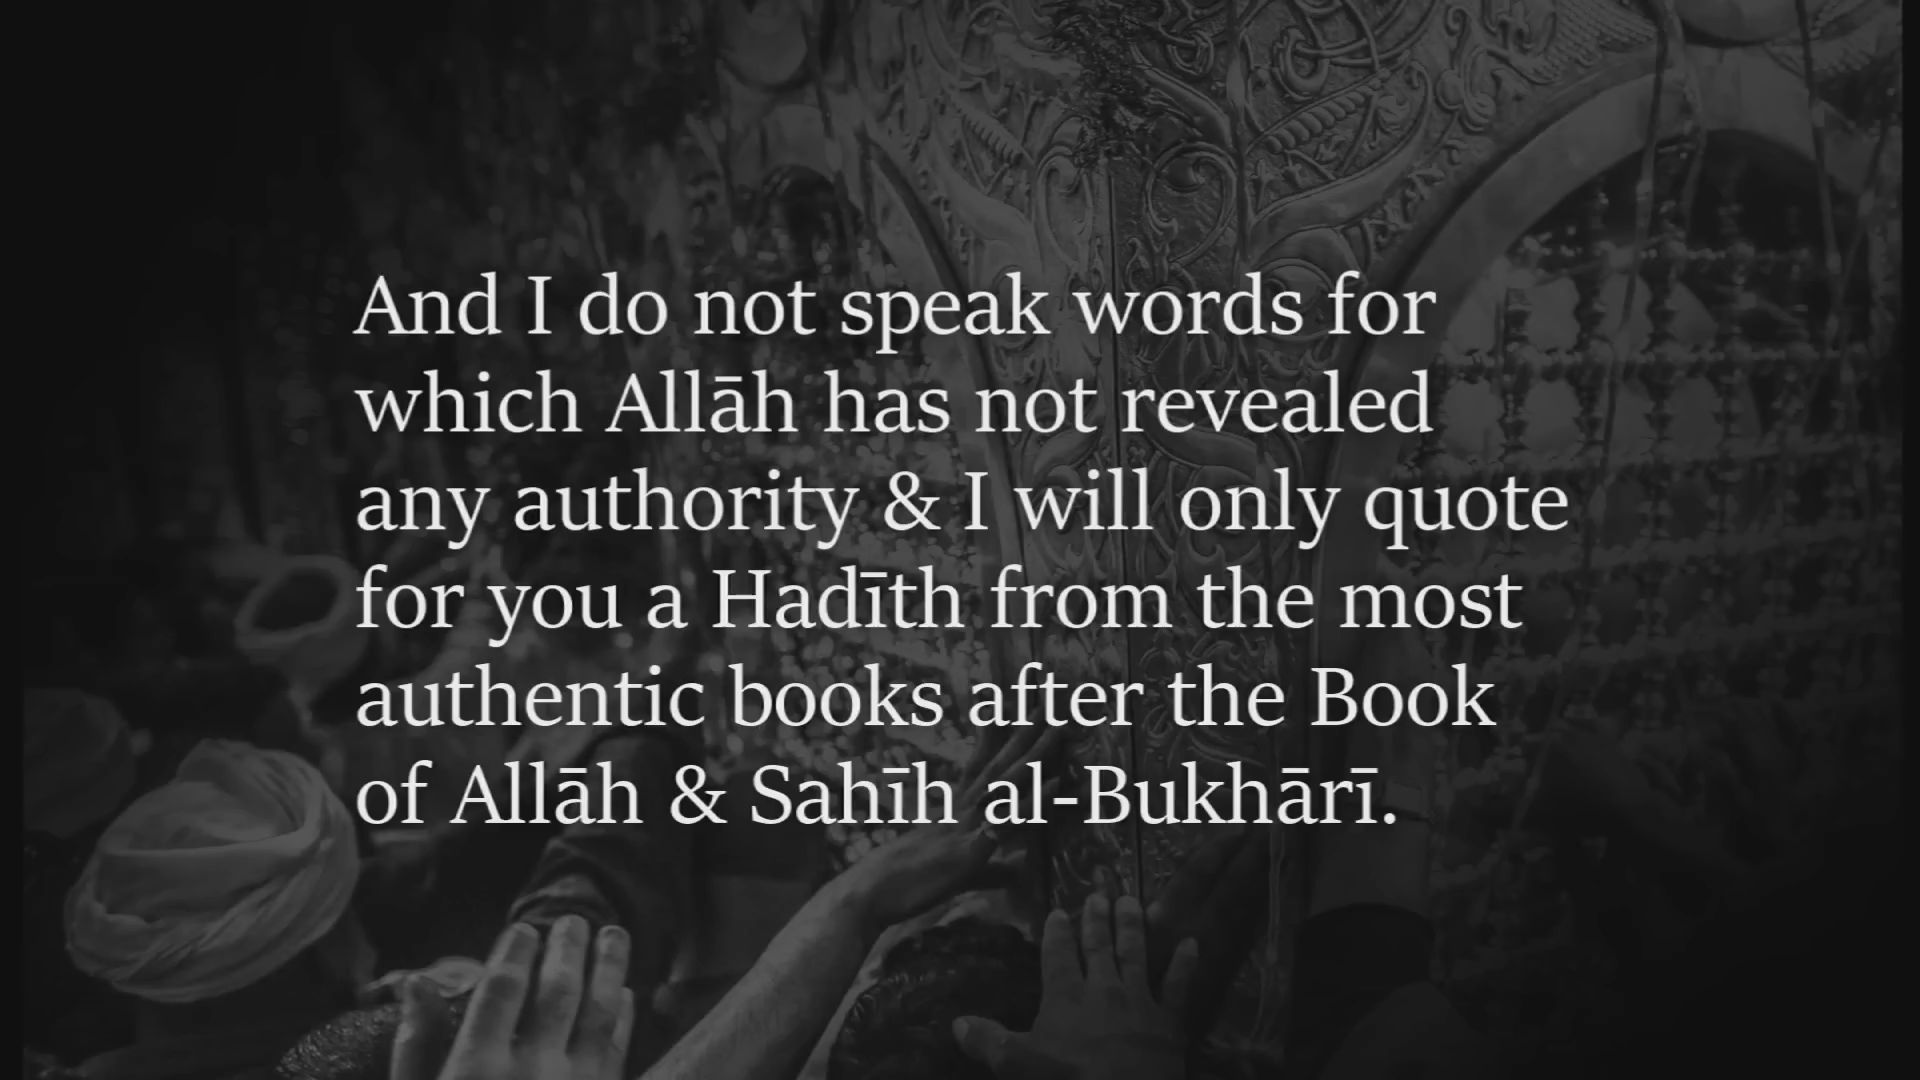 And I do not speak words for
which Allāh has not revealed
any authority & I will only quote
for you a Hadīth from the most
authentic books after the Book
of Allāh & Sahīh al-Bukhārī.